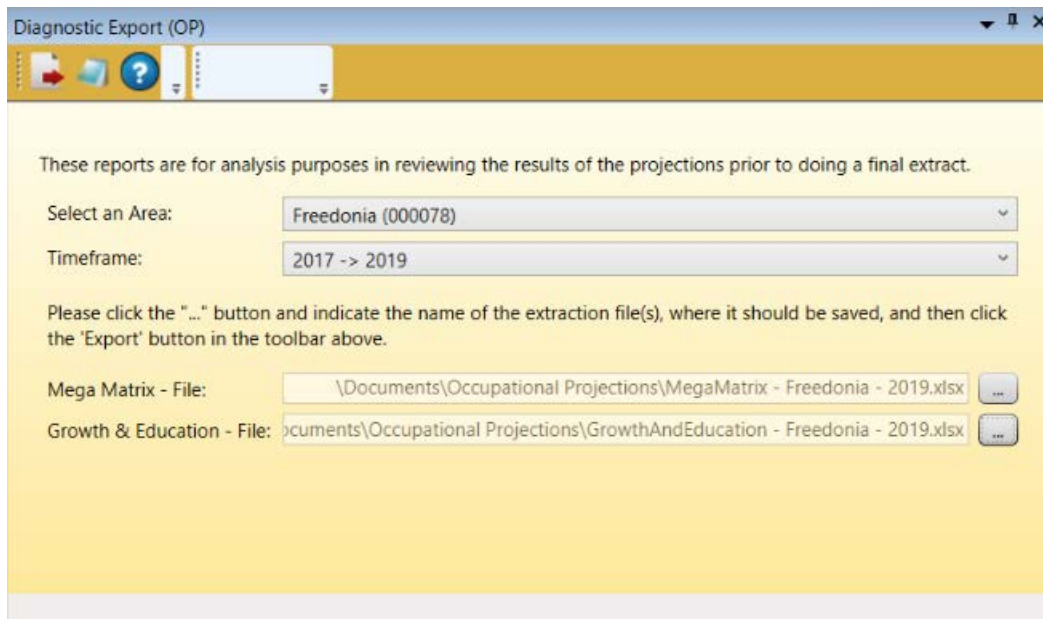 Diagnostic Export (OP)
?
These reports are for analysis purposes in reviewing the results of the projections prior to doing a final extract.
Select an Area: Freedonia (000078)
Timeframe: 2017 -> 2019
Please click the "..." button and indicate the name of the extraction file(s), where it should be saved, and then click
the 'Export' button in the toolbar above.
Mega Matrix - File: \Documents\Occupational Projections\MegaMatrix - Freedonia - 2019.xlsx ...
Growth & Education - File: ocuments\Occupational Projections\GrowthAndEducation - Freedonia - 2019.xlsx ...